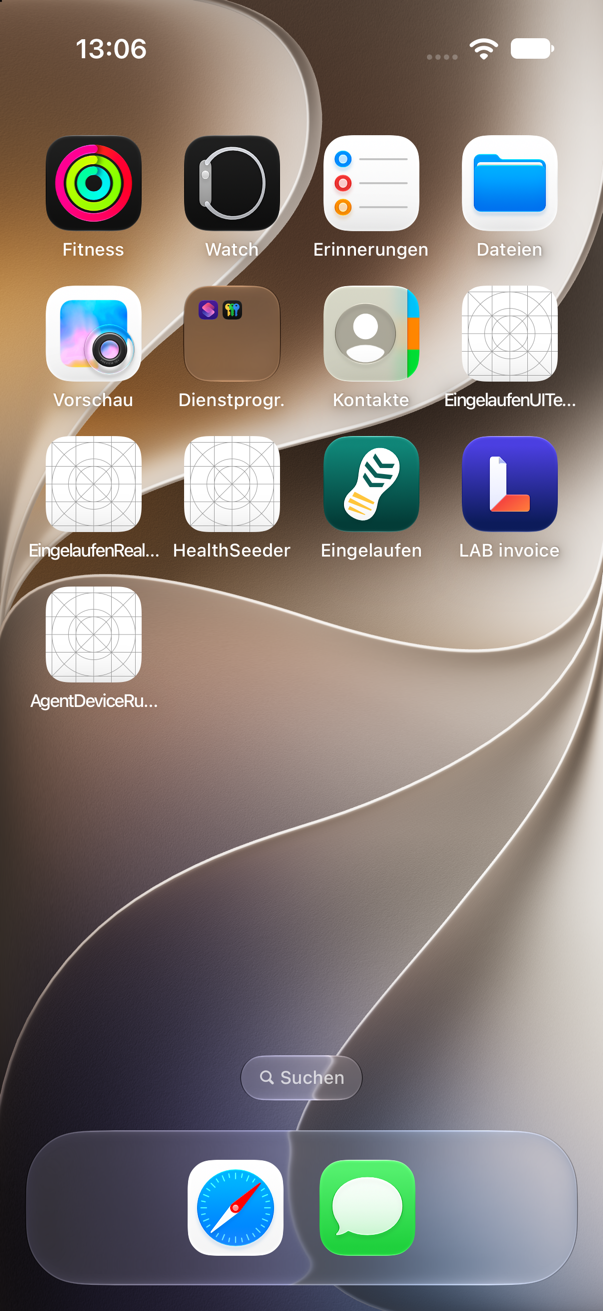 13:06
Fitness
Watch
Erinnerungen
Dateien
Vorschau
Dienstprogr.
Kontakte
EingelaufenUITe...
EingelaufenReal...
HealthSeeder
Eingelaufen
LAB invoice
AgentDeviceRu...
Suchen